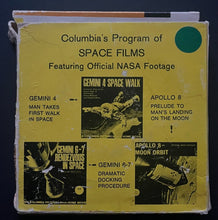 Columbia's Program of
SPACE FILMS
Featuring Official NASA Footage
GEMINI 4 SPACE WALK
GEMINI 4
MAN TAKES
FIRST WALK
IN SPACE
APOLLO 8
PRELUDE TO
MAN'S LANDING
ON THE MOON
!
GEMINI 6-7
RENDEZVOUS
IN SPACE
APOLLO 8
MOON ORBIT
GEMINI 6-7
DRAMATIC
DOCKING
PROCEDURE